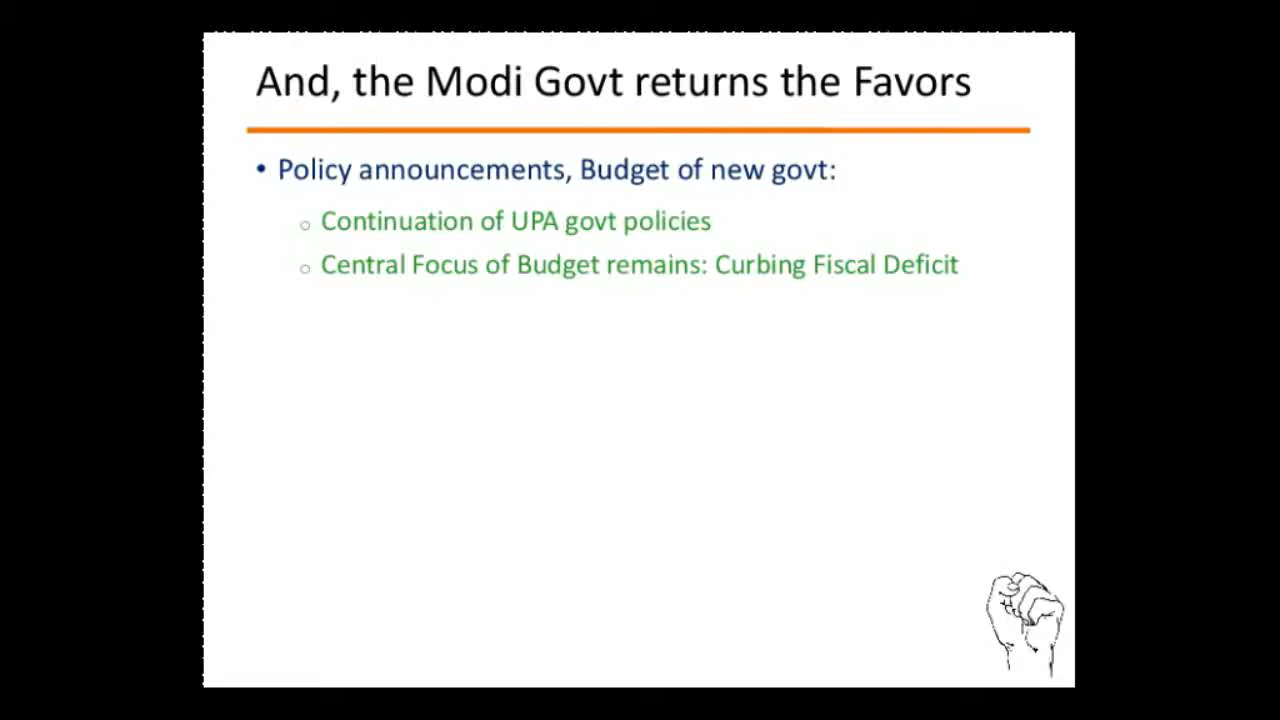 And, the Modi Govt returns the Favors
• Policy announcements, Budget of new govt:
o Continuation of UPA govt policies
o Central Focus of Budget remains: Curbing Fiscal Deficit